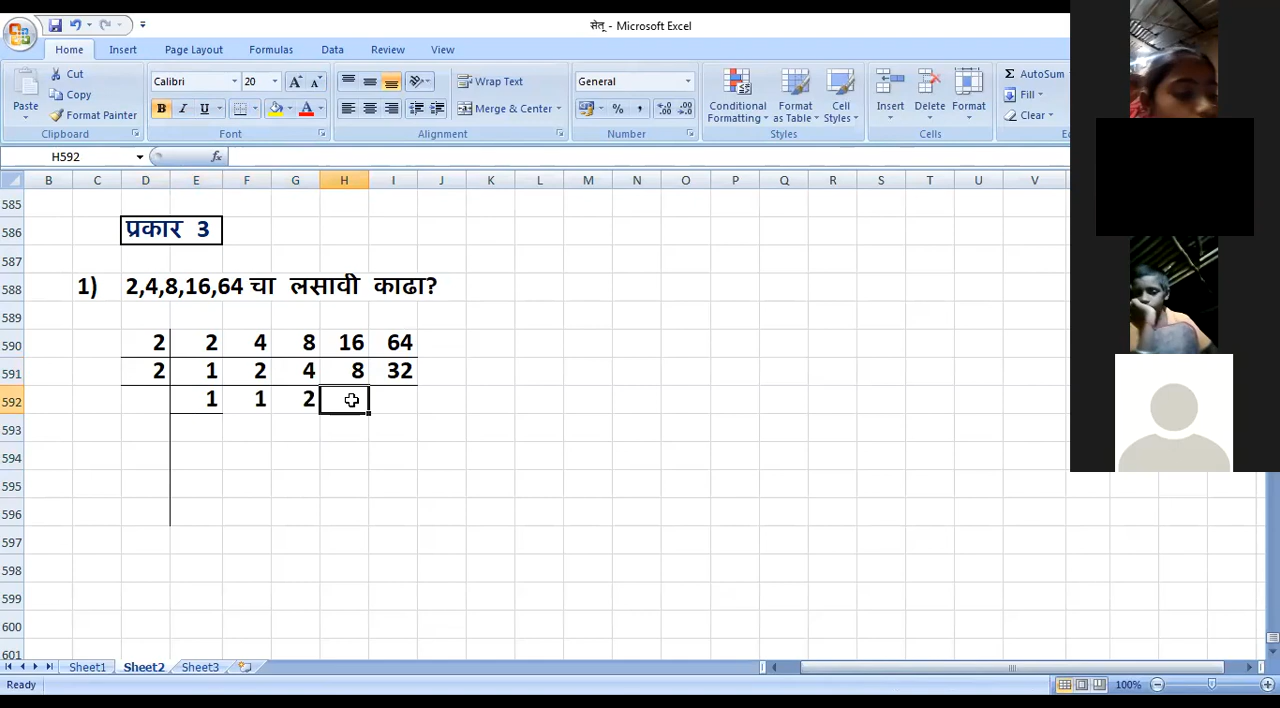 सेतू - Microsoft Excel
Home Insert Page Layout Formulas Data Review View
Cut
Copy
Format Painter
Paste
Clipboard
Calibri 20
B I U
Font
Wrap Text
Merge & Center
Alignment
General
% ,
Number
Conditional Formatting
Format as Table
Cell Styles
Styles
Insert Delete Format
Cells
Σ AutoSum
Fill
Clear
H592 fx
B C D E F G H I J K L M N O P Q R S T U V
585
586 प्रकार 3
587
588 1) 2,4,8,16,64 चा लसावी काढा?
589
590 2 2 4 8 16 64
591 2 1 2 4 8 32
592 1 1 2
593
594
595
596
597
598
599
600
601
Sheet1 Sheet2 Sheet3
Ready 100%